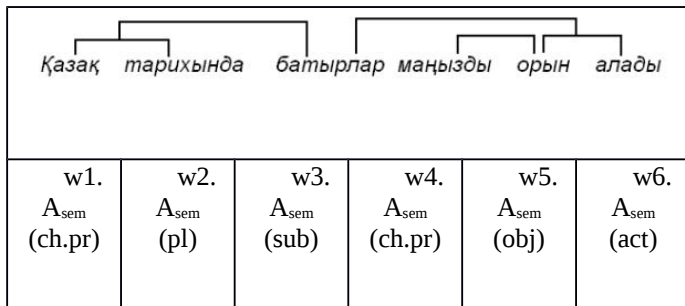 Қазақ тарихында батырлар маңызды орын алады
w1. w2. w3. w4. w5. w6.
Asem Asem Asem Asem Asem Asem
(ch.pr) (pl) (sub) (ch.pr) (obj) (act)